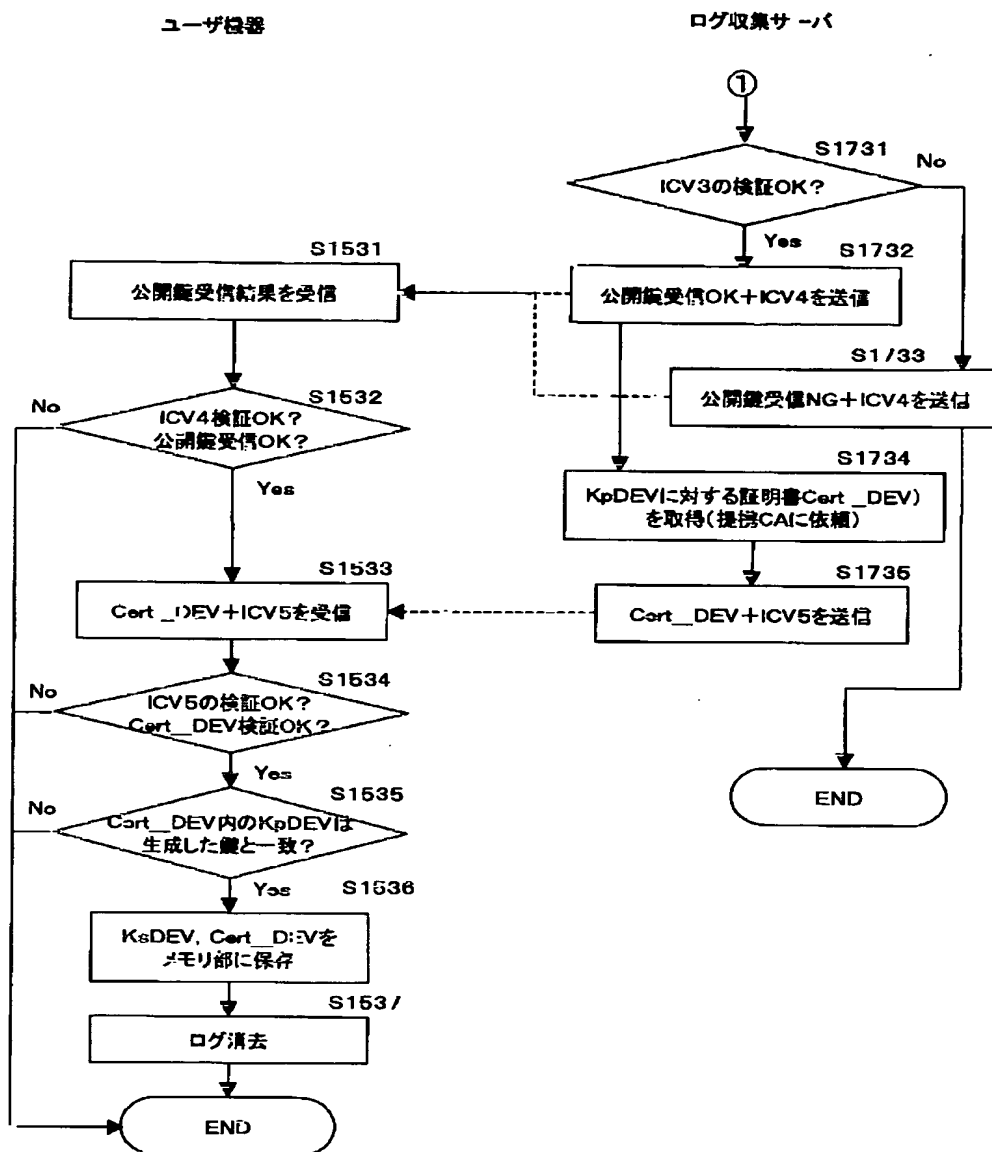 ユーザ機器
ログ収集サーバ
①
S1731
No
ICV3の検証OK?
Yes
S1732
公開鍵受信OK+ICV4を送信
S1531
公開鍵受信結果を受信
S1733
公開鍵受信NG+ICV4を送信
S1532
No
ICV4検証OK?
公開鍵受信OK?
Yes
S1734
KpDEVに対する証明書Cert__DEV)
を取得(提携CAに依頼)
S1533
Cert__DEV+ICV5を受信
S1735
Cert__DEV+ICV5を送信
S1534
No
ICV5の検証OK?
Cert__DEV検証OK?
Yes
END
S1535
No
Cert__DEV内のKpDEVは
生成した鍵と一致?
Yes
S1536
KsDEV, Cert__DEVを
メモリ部に保存
S1537
ログ消去
END